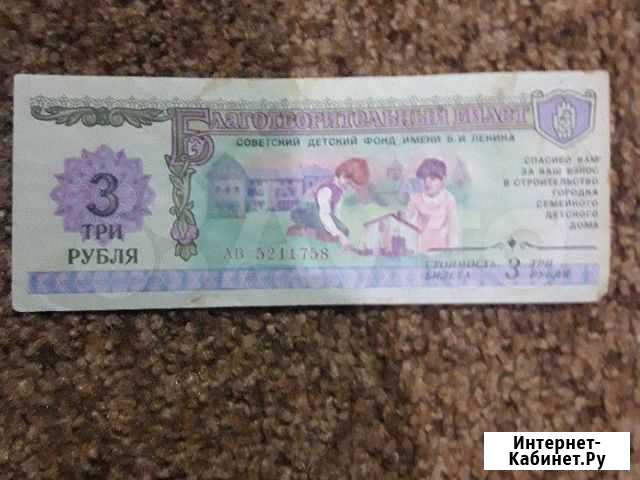 Благотворительный билет
СОВЕТСКИЙ ДЕТСКИЙ ФОНД ИМЕНИ В.И ЛЕНИНА
СПАСИБО ВАМ
ЗА ВАШ ВЗНОС
В СТРОИТЕЛЬСТВО
ГОРОДКА
СЕМЕЙНОГО
ДЕТСКОГО
ДОМА
3
ТРИ
РУБЛЯ
АВ 5211758
СТОИМОСТЬ 3 ТРИ
БИЛЕТА РУБЛЯ
Интернет-
Кабинет.Ру